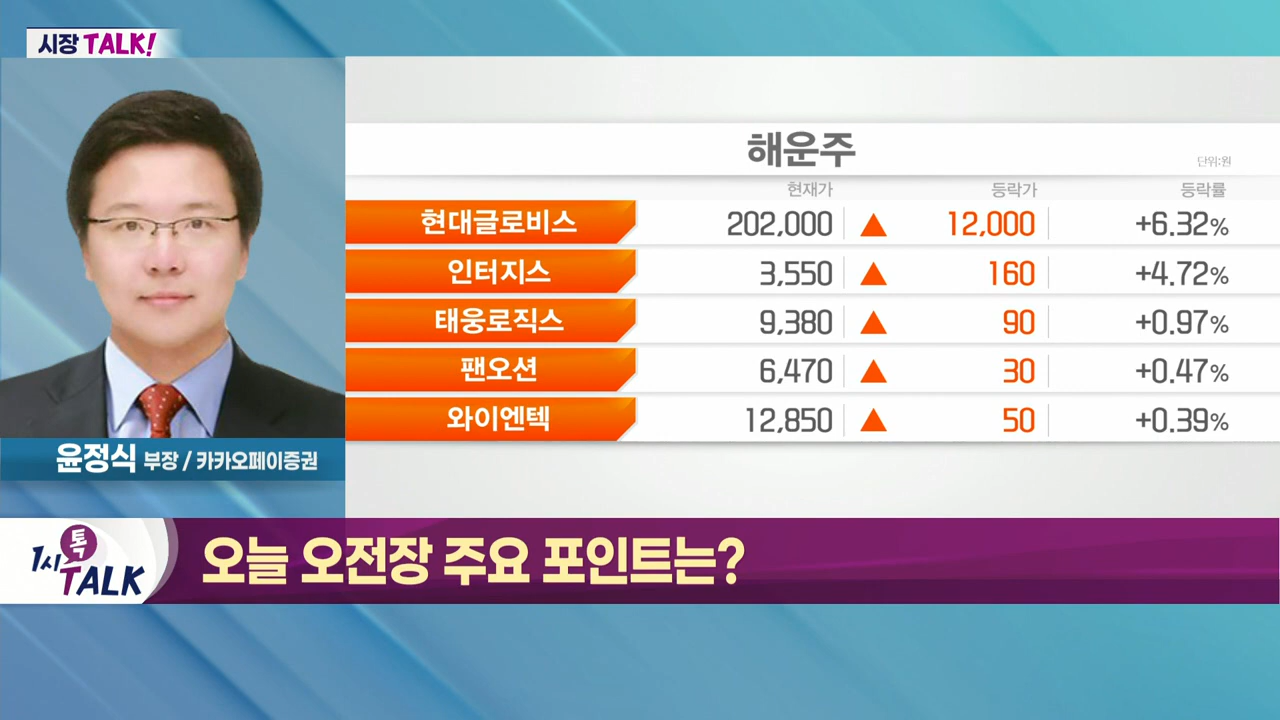 시장 TALK!
해운주
단위:원
현재가 등락가 등락률
현대글로비스 202,000 ▲ 12,000 +6.32%
인터지스 3,550 ▲ 160 +4.72%
태웅로직스 9,380 ▲ 90 +0.97%
팬오션 6,470 ▲ 30 +0.47%
와이엔텍 12,850 ▲ 50 +0.39%
윤정식 부장 / 카카오페이증권
1시 톡 TALK
오늘 오전장 주요 포인트는?